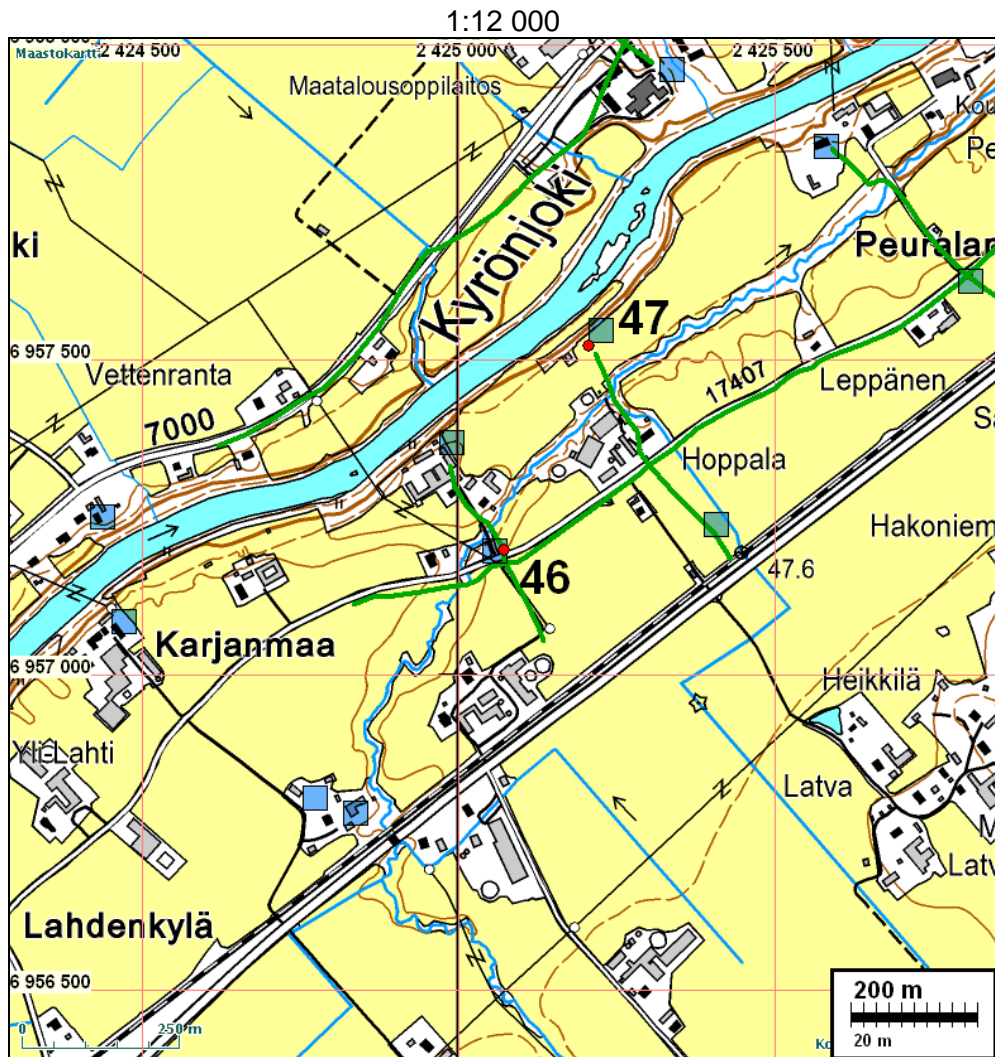 1:12 000
Maastokartti
2 424 500
2 425 000
2 425 500
Maatalousoppilaitos
Kyrönjoki
ki
Peuralan
47
6 957 500
Vettenranta
7000
17407
Leppänen
Hoppala
Hakoniem
47.6
46
6 957 000
Karjanmaa
Heikkilä
Yli-Lahti
Latva
Latv
Lahdenkylä
6 956 500
200 m
20 m
0 250 m